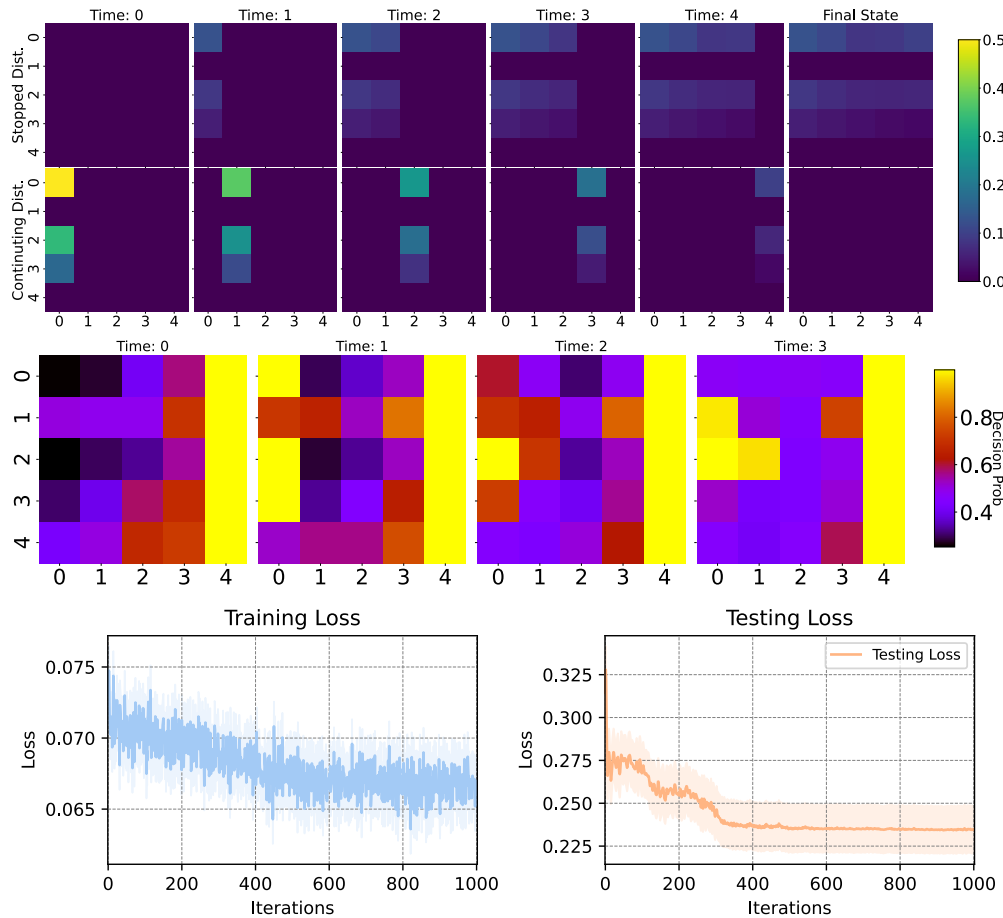 Time: 0 Time: 1 Time: 2 Time: 3 Time: 4 Final State
Stopped Dist.
0
1
2
3
4
Continuting Dist.
0
1
2
3
4
0 1 2 3 4 0 1 2 3 4 0 1 2 3 4 0 1 2 3 4 0 1 2 3 4 0 1 2 3 4
0.5
0.4
0.3
0.2
0.1
0.0
Time: 0 Time: 1 Time: 2 Time: 3
0
1
2
3
4
0 1 2 3 4 0 1 2 3 4 0 1 2 3 4 0 1 2 3 4
0.8
0.6
0.4
Decision Prob
Training Loss
Loss
0.075
0.070
0.065
0 200 400 600 800 1000
Iterations
Testing Loss
Testing Loss
Loss
0.325
0.300
0.275
0.250
0.225
0 200 400 600 800 1000
Iterations